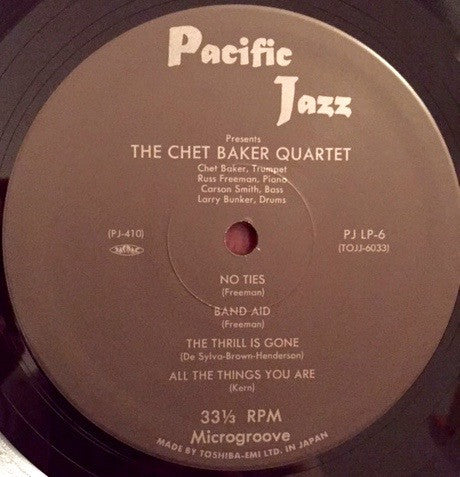 Pacific
Jazz
Presents
THE CHET BAKER QUARTET
Chet Baker, Trumpet
Russ Freeman, Piano
Carson Smith, Bass
Larry Bunker, Drums
(PJ-410)
PJ LP-6
(TOJJ-6033)
NO TIES
(Freeman)
BAND AID
(Freeman)
THE THRILL IS GONE
(De Sylva-Brown-Henderson)
ALL THE THINGS YOU ARE
(Kern)
33⅓ RPM
Microgroove
MADE BY TOSHIBA-EMI LTD. IN JAPAN